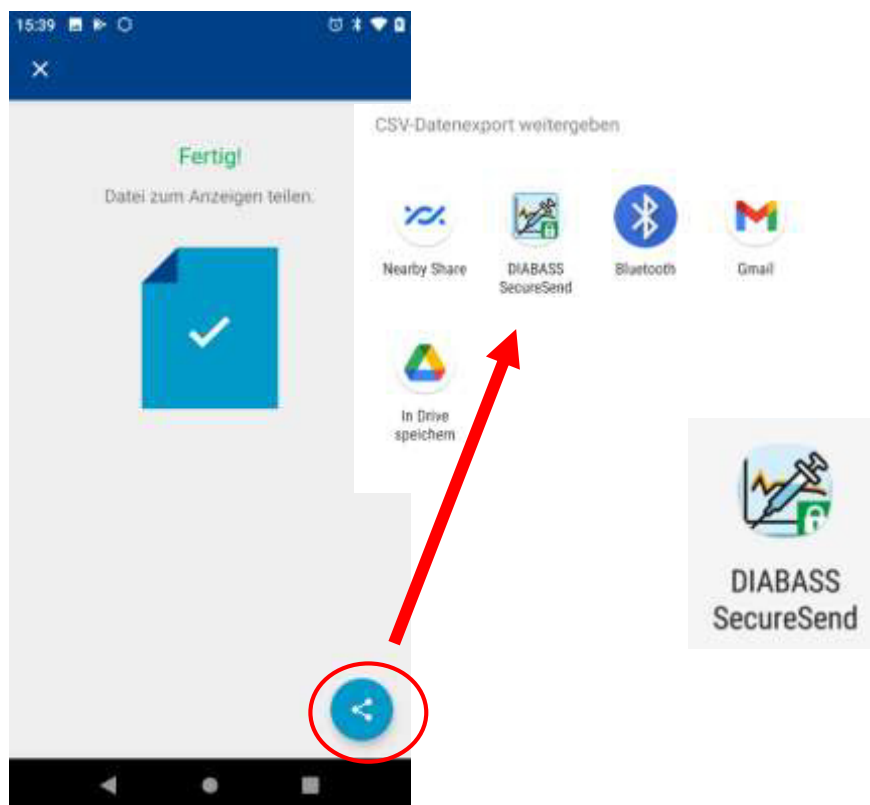 15:39
Fertig!
Datei zum Anzeigen teilen.
CSV-Datenexport weitergeben
Nearby Share
DIABASS
SecureSend
Bluetooth
Gmail
In Drive
speichern
DIABASS
SecureSend